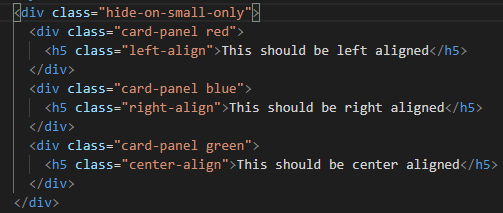 <div class="hide-on-small-only">
<div class="card-panel red">
<h5 class="left-align">This should be left aligned</h5>
</div>
<div class="card-panel blue">
<h5 class="right-align">This should be right aligned</h5>
</div>
<div class="card-panel green">
<h5 class="center-align">This should be center aligned</h5>
</div>
</div>